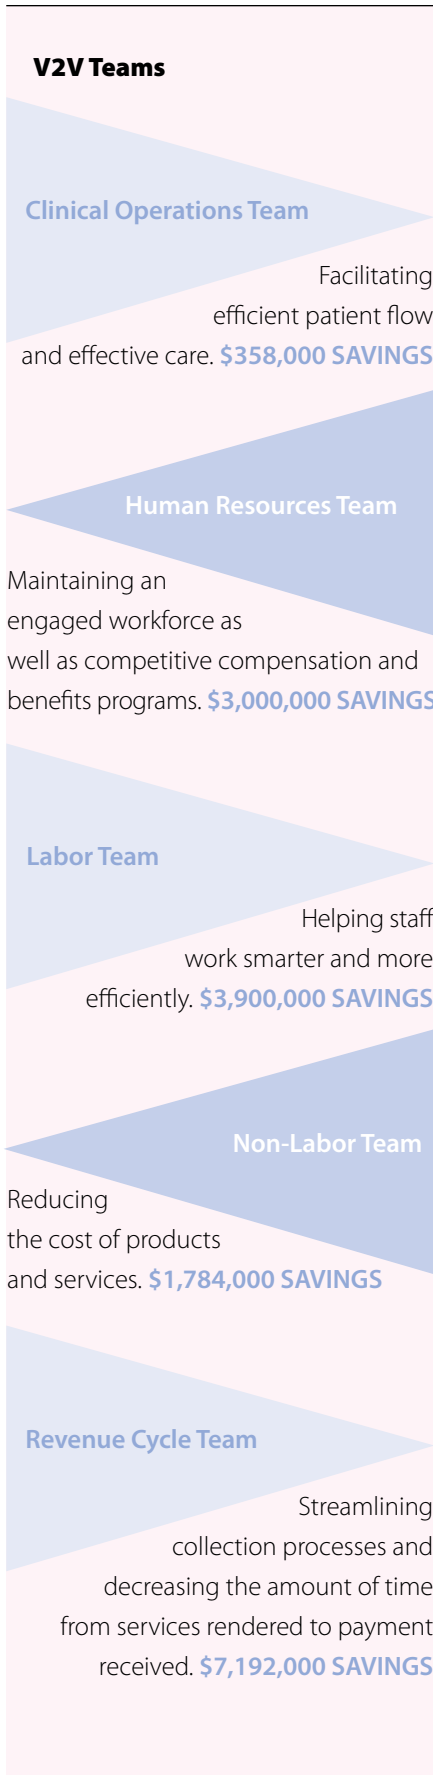 V2V Teams
Clinical Operations Team
Facilitating
efficient patient flow
and effective care. $358,000 SAVINGS
Human Resources Team
Maintaining an
engaged workforce as
well as competitive compensation and
benefits programs. $3,000,000 SAVINGS
Labor Team
Helping staff
work smarter and more
efficiently. $3,900,000 SAVINGS
Non-Labor Team
Reducing
the cost of products
and services. $1,784,000 SAVINGS
Revenue Cycle Team
Streamlining
collection processes and
decreasing the amount of time
from services rendered to payment
received. $7,192,000 SAVINGS